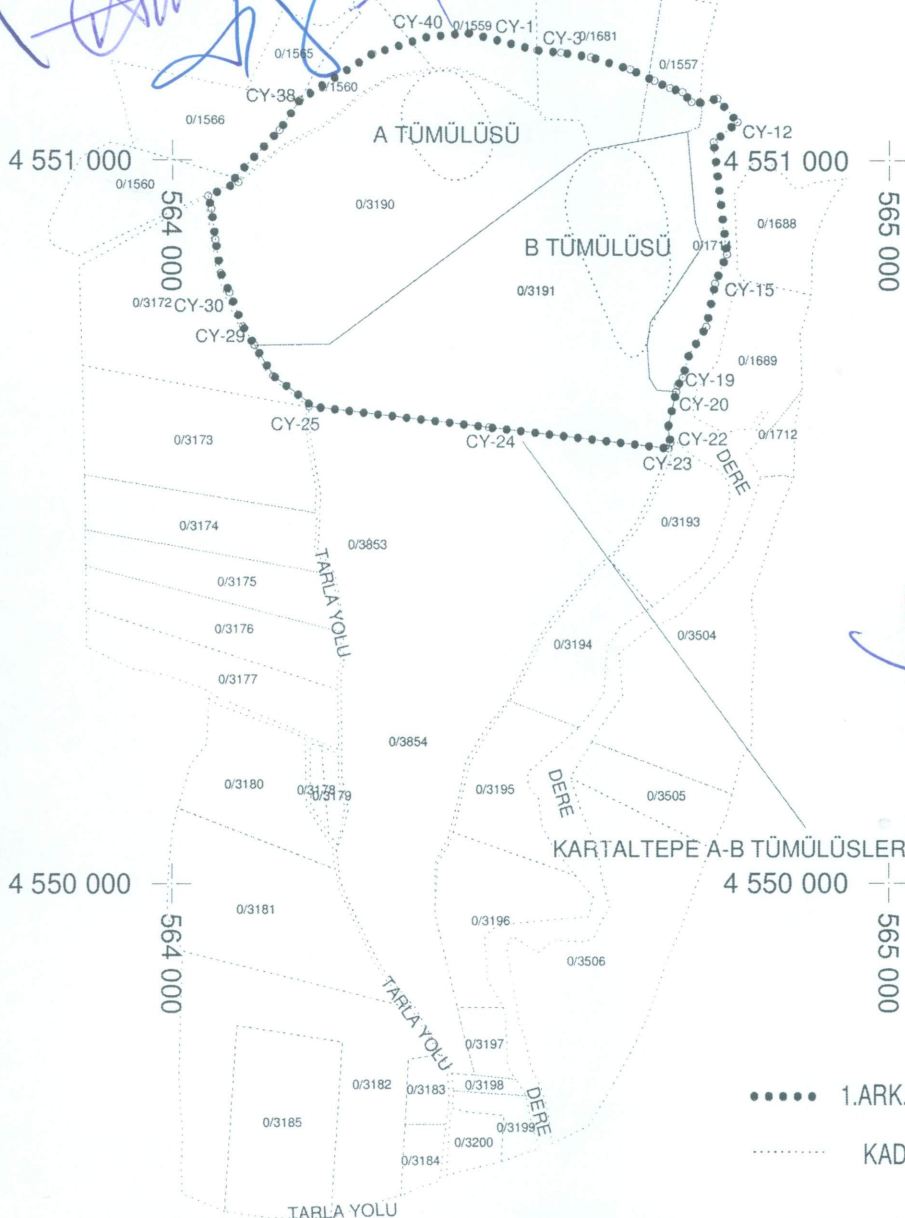 CY-40 0/1559 CY-1
CY-3 0/1681
0/1565
0/1557
CY-38 0/1560
0/1566
CY-12
A TÜMÜLÜSÜ
4 551 000
4 551 000
0/1560
564 000
565 000
0/3190
0/1688
B TÜMÜLÜSÜ
0/3191
CY-15
0/3172 CY-30
CY-29
0/1689
CY-19
CY-20
CY-25
CY-24
CY-22
0/1712
CY-23
0/3173
DERE
0/3193
0/3174
0/3853
0/3175
TARLA YOLU
0/3176
0/3194
0/3504
0/3177
0/3854
0/3180
0/3178
0/3179
0/3195
DERE
0/3505
KARTALTEPE A-B TÜMÜLÜSLER
4 550 000
4 550 000
564 000
565 000
0/3181
0/3196
0/3506
TARLA YOLU
0/3197
0/3182
0/3183
0/3198
DERE
1.ARK.
0/3185
0/3199
0/3200
0/3184
KAD
TARLA YOLU